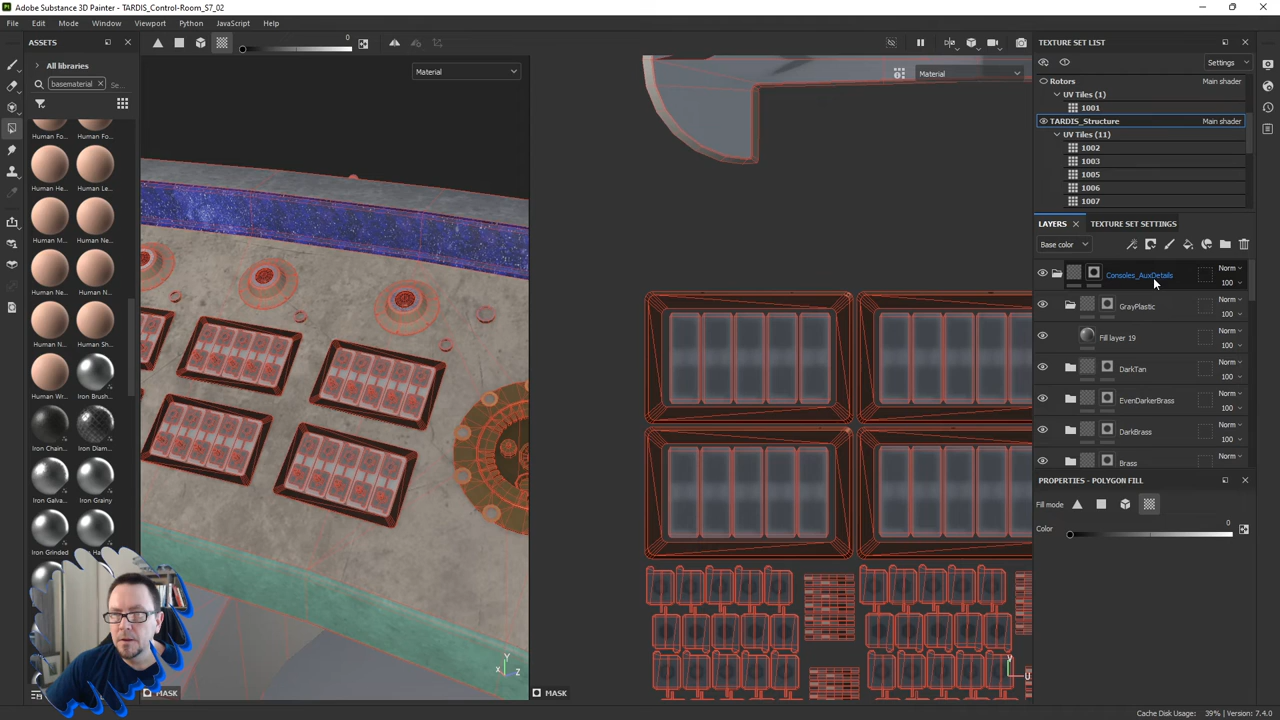 Adobe Substance 3D Painter - TARDIS_Control-Room_S7_02
File Edit Mode Window Viewport Python JavaScript Help
ASSETS
All libraries
basematerial Se...
Human Fo...
Human He... Human Le...
Human M... Human Ne...
Human Ne... Human N...
Human N... Human Sh...
Human Wr... Iron Brush...
Iron Chain... Iron Diam...
Iron Galva... Iron Grainy
Iron Grinded
0
Material
Material
Y
X Z
MASK
MASK
U
TEXTURE SET LIST
Settings
Rotors Main shader
UV Tiles (1)
1001
TARDIS_Structure Main shader
UV Tiles (11)
1002
1003
1005
1006
1007
LAYERS TEXTURE SET SETTINGS
Base color
Consoles_AuxDetails Norm 100
GrayPlastic Norm 100
Fill layer 19 Norm 100
DarkTan Norm 100
EvenDarkerBrass Norm 100
DarkBrass Norm 100
Brass Norm
PROPERTIES - POLYGON FILL
Fill mode
Color 0
Cache Disk Usage: 39% | Version: 7.4.0